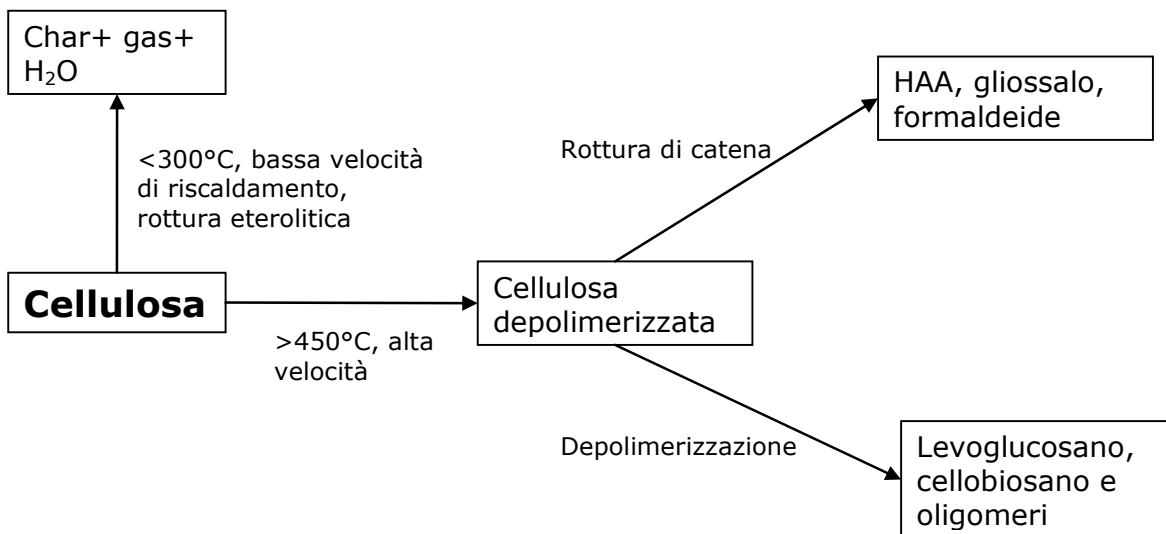 Char+ gas+
H₂O
HAA, gliossalo,
formaldeide
Rottura di catena
<300°C, bassa velocità
di riscaldamento,
rottura eterolitica
Cellulosa
Cellulosa
depolimerizzata
>450°C, alta
velocità
Depolimerizzazione
Levoglucosano,
cellobiosano e
oligomeri